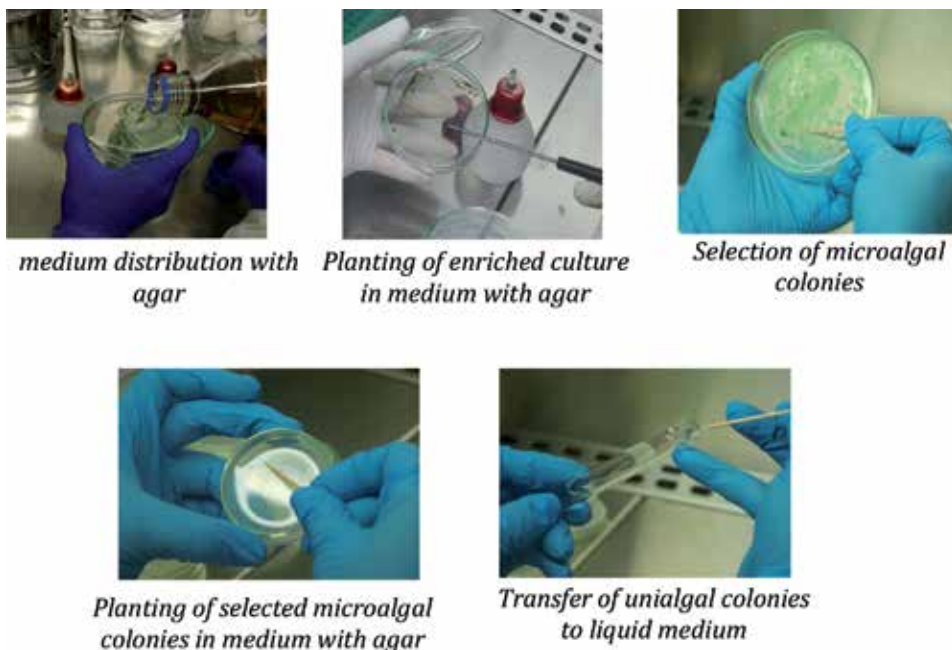 medium distribution with
agar
Planting of enriched culture
in medium with agar
Selection of microalgal
colonies
Planting of selected microalgal
colonies in medium with agar
Transfer of unialgal colonies
to liquid medium